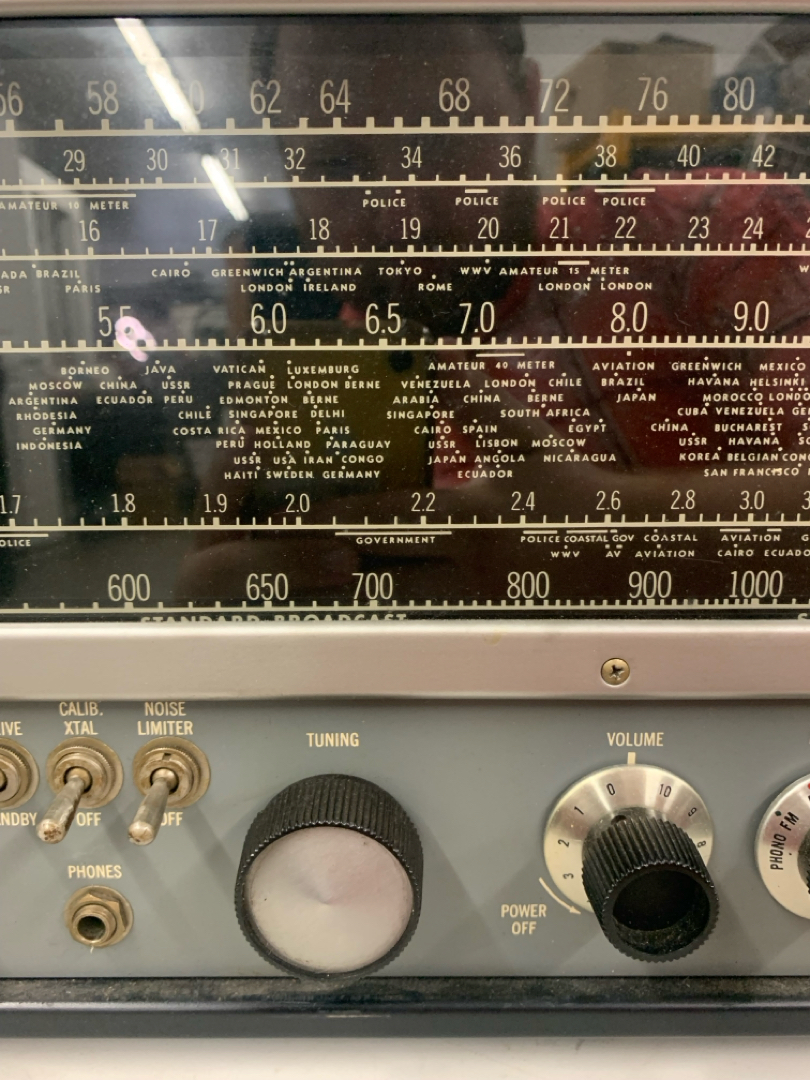 56 58 60 62 64 68 72 76 80
29 30 31 32 34 36 38 40 42
AMATEUR 10 METER POLICE POLICE POLICE POLICE
16 17 18 19 20 21 22 23 24
ADA BRAZIL CAIRO GREENWICH ARGENTINA TOKYO WWV AMATEUR 15 METER W
SR PARIS LONDON IRELAND ROME LONDON LONDON
5.5 6.0 6.5 7.0 8.0 9.0
BORNEO JAVA VATICAN LUXEMBURG AMATEUR 40 METER AVIATION GREENWICH MEXICO
MOSCOW CHINA USSR PRAGUE LONDON BERNE VENEZUELA LONDON CHILE BRAZIL HAVANA HELSINKI
ARGENTINA ECUADOR PERU EDMONTON BERNE ARABIA CHINA BERNE JAPAN MOROCCO LONDO
RHODESIA CHILE SINGAPORE DELHI SINGAPORE SOUTH AFRICA CUBA VENEZUELA GE
GERMANY COSTA RICA MEXICO PARIS CAIRO SPAIN EGYPT CHINA BUCHAREST S
INDONESIA PERU HOLLAND PARAGUAY USSR LISBON MOSCOW USSR HAVANA SC
USSR USA IRAN CONGO JAPAN ANGOLA NICARAGUA KOREA BELGIAN CON
HAITI SWEDEN GERMANY ECUADOR SAN FRANCISCO
1.7 1.8 1.9 2.0 2.2 2.4 2.6 2.8 3.0 3
OLICE GOVERNMENT POLICE COASTAL GOV COASTAL AVIATION G
WWV AV AVIATION CAIRO ECUADO
600 650 700 800 900 1000
STANDARD BROADCAST S
IVE CALIB. XTAL NOISE LIMITER TUNING VOLUME
NDBY OFF OFF
0 10 9 8 1 2 3
PHONO FM
PHONES
POWER
OFF